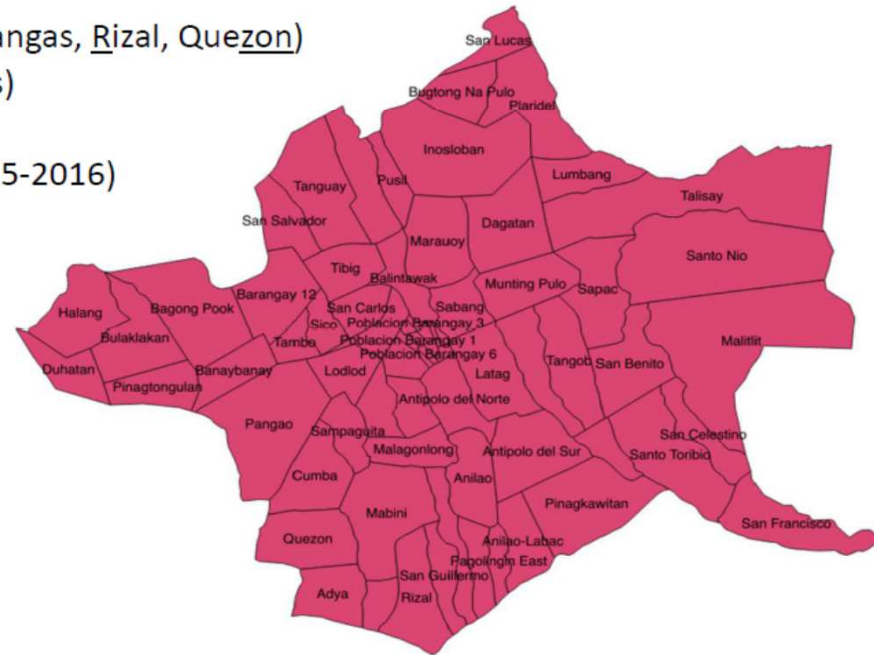 angas, Rizal, Quezon)
s)
5-2016)
San Lucas
Bugtong Na Pulo
Plaridel
Inosloban
Lumbang
Tanguay
Pusil
Talisay
San Salvador
Dagatan
Marauoy
Santo Nio
Tibig
Balintawak
Munting Pulo
Sapac
Barangay 12
Halang
Bagong Pook
San Carlos
Sabang
Sico
Poblacion Barangay 3
Bulaklakan
Tambo
Poblacion Barangay 1
Malitlit
Poblacion Barangay 6
Duhatan
Banaybanay
Lodlod
Latag
Tangob
San Benito
Pinagtongulan
Antipolo del Norte
Pangao
Sampaguita
San Celestino
Malagonlong
Antipolo del Sur
Santo Toribio
Cumba
Anilao
Pinagkawitan
Mabini
San Francisco
Quezon
Anilao-Labac
Pagolingin East
San Guillermo
Adya
Rizal